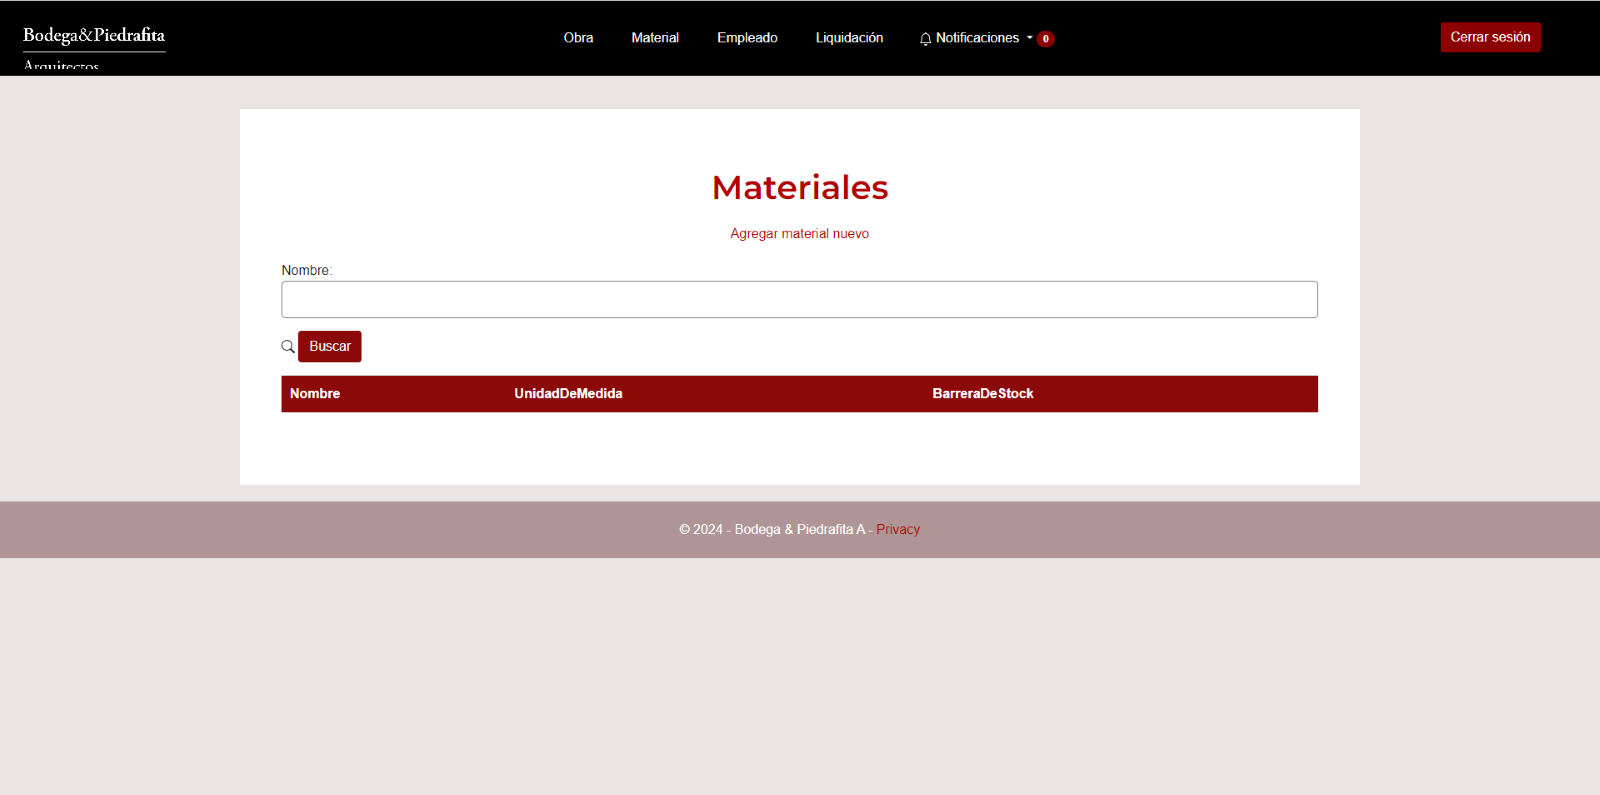 Bodega&Piedrafita
Arquitectos
Obra Material Empleado Liquidación Notificaciones 0 Cerrar sesión
Materiales
Agregar material nuevo
Nombre:
Buscar
Nombre UnidadDeMedida BarreraDeStock
© 2024 - Bodega & Piedrafita A - Privacy